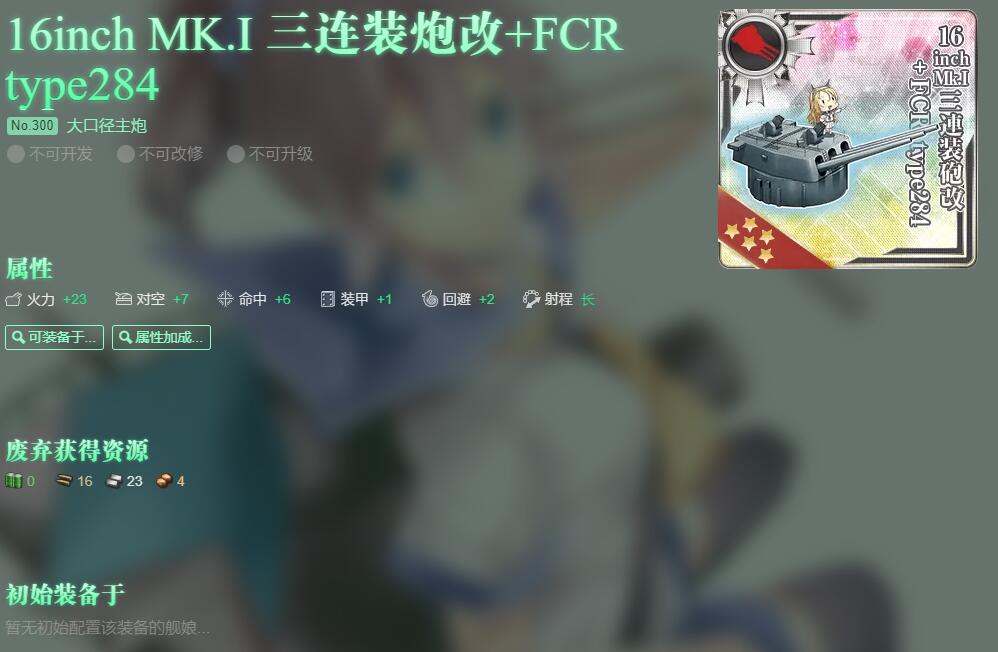 16inch MK.I 三连装炮改+FCR
type284
No.300 大口径主炮
不可开发 不可改修 不可升级
属性
火力 +23 对空 +7 命中 +6 装甲 +1 回避 +2 射程 长
可装备于... 属性加成...
废弃获得资源
0 16 23 4
初始装备于
暂无初始配置该装备的舰娘...
16inch Mk.I三連装砲改
+FCR type284